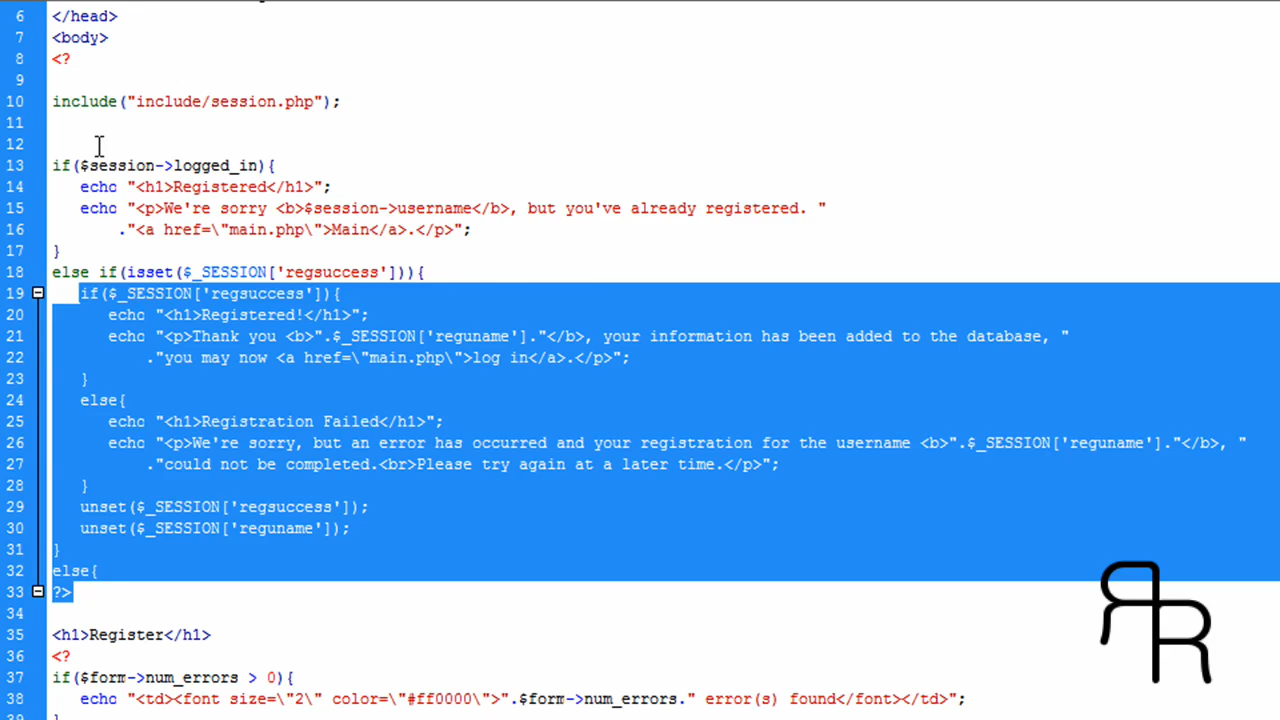 6 </head>
7 <body>
8 <?
9
10 include("include/session.php");
11
12
13 if($session->logged_in){
14 echo "<h1>Registered</h1>";
15 echo "<p>We're sorry <b>$session->username</b>, but you've already registered. "
16 ."<a href=\"main.php\">Main</a>.</p>";
17 }
18 else if(isset($_SESSION['regsuccess'])){
19 if($_SESSION['regsuccess']){
20 echo "<h1>Registered!</h1>";
21 echo "<p>Thank you <b>".$_SESSION['reguname']."</b>, your information has been added to the database, "
22 ."you may now <a href=\"main.php\">log in</a>.</p>";
23 }
24 else{
25 echo "<h1>Registration Failed</h1>";
26 echo "<p>We're sorry, but an error has occurred and your registration for the username <b>".$_SESSION['reguname']."</b>, "
27 ."could not be completed.<br>Please try again at a later time.</p>";
28 }
29 unset($_SESSION['regsuccess']);
30 unset($_SESSION['reguname']);
31 }
32 else{
33 ?>
34
35 <h1>Register</h1>
36 <?
37 if($form->num_errors > 0){
38 echo "<td><font size=\"2\" color=\"#ff0000\">".$form->num_errors." error(s) found</font></td>";
39 }